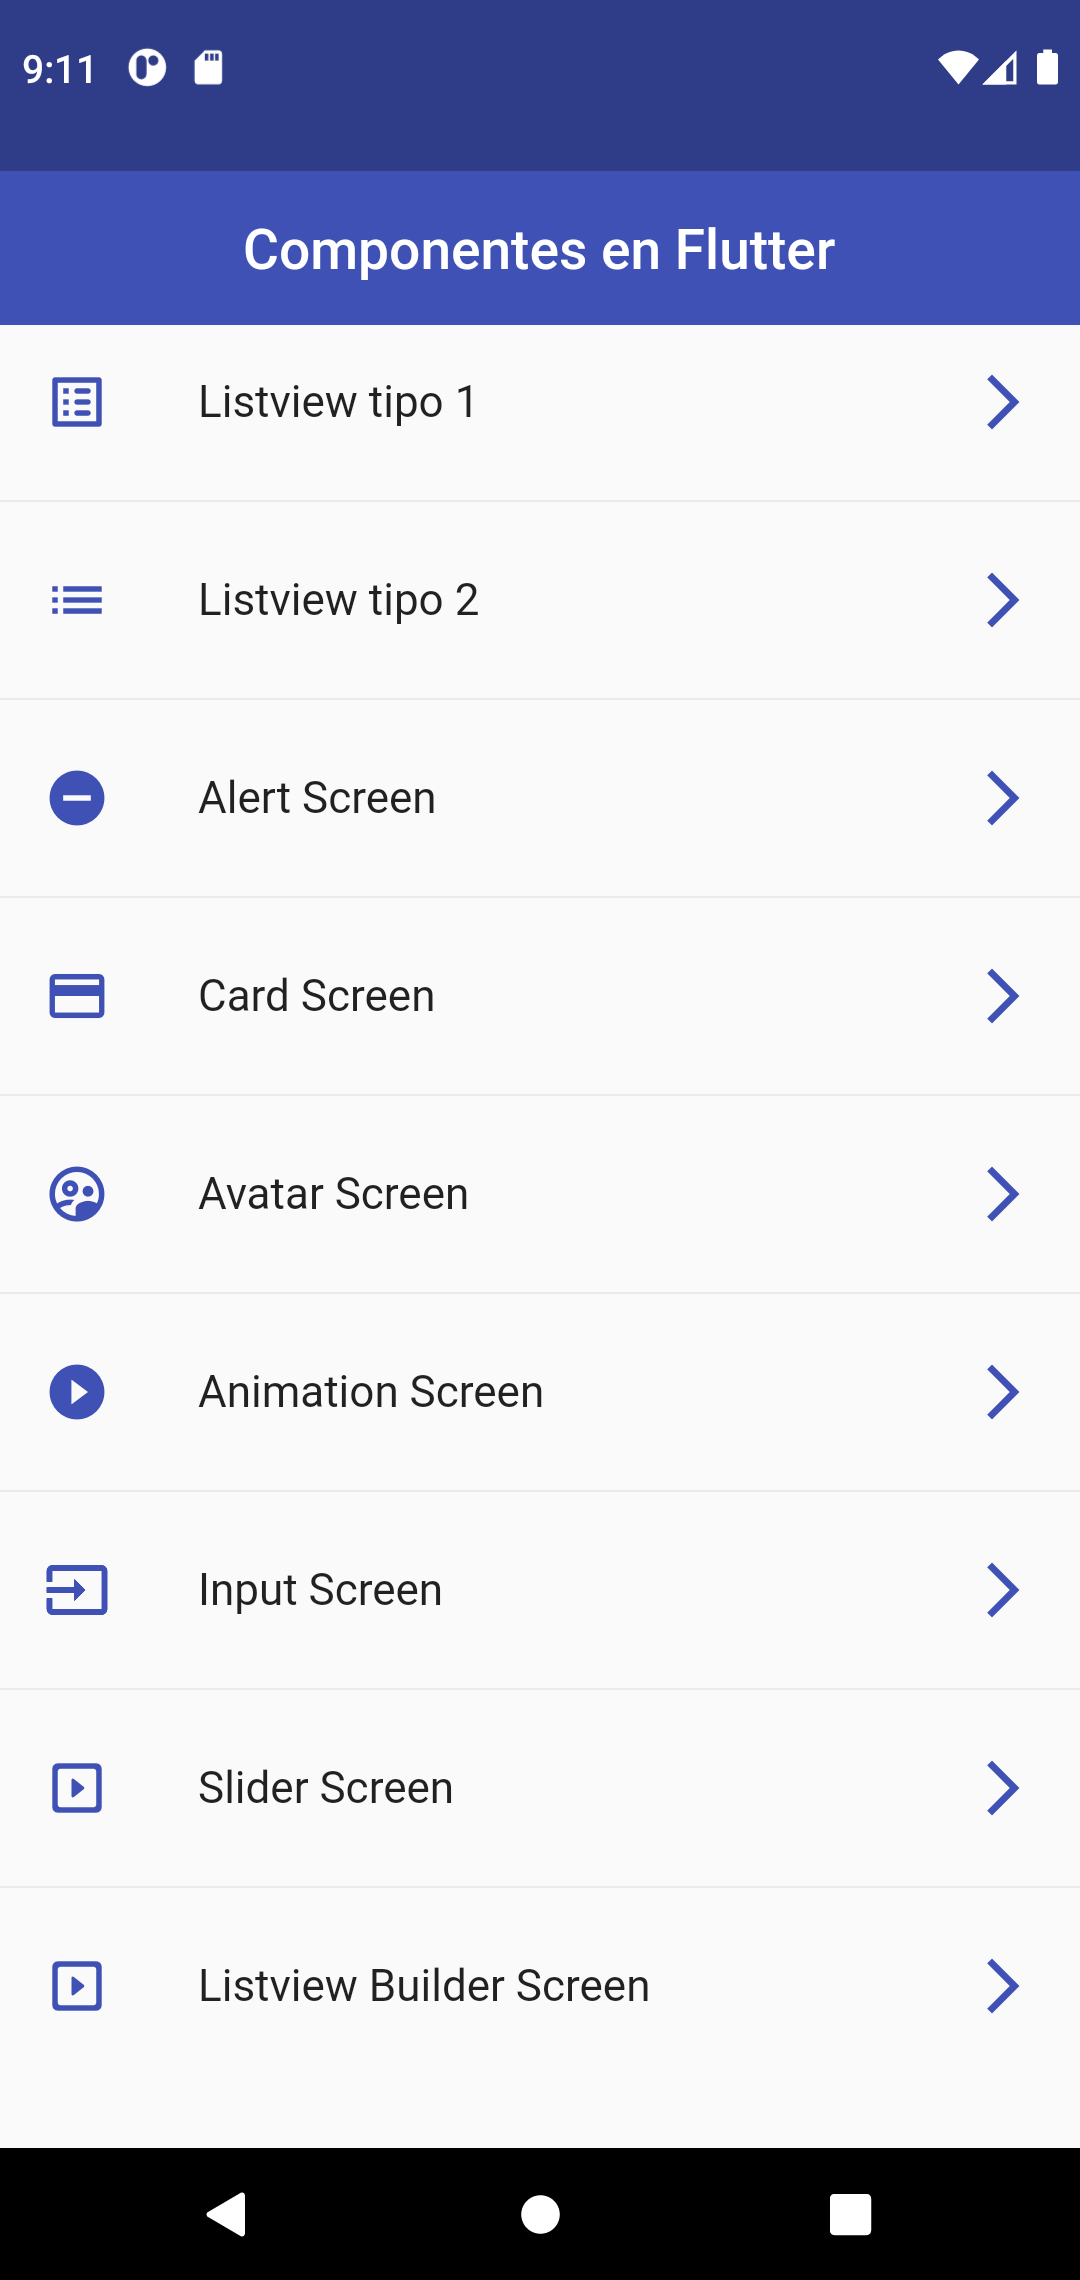 9:11
Componentes en Flutter
Listview tipo 1
Listview tipo 2
Alert Screen
Card Screen
Avatar Screen
Animation Screen
Input Screen
Slider Screen
Listview Builder Screen